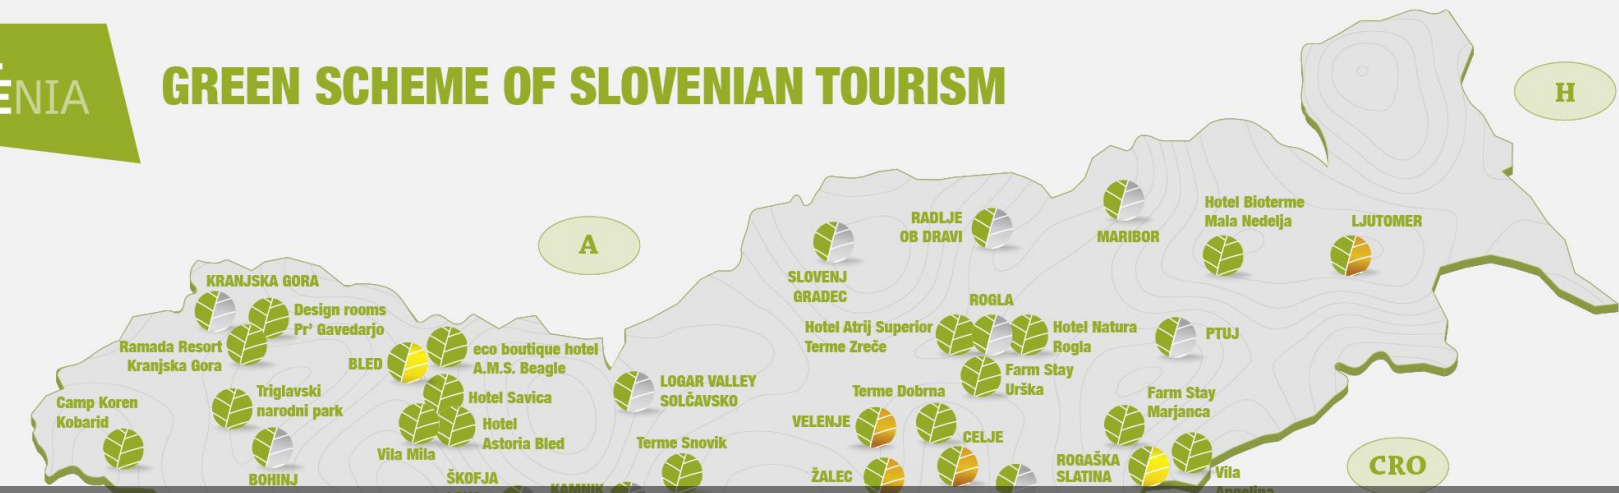 ENIA
GREEN SCHEME OF SLOVENIAN TOURISM
H
A
CRO
KRANJSKA GORA
Design rooms
Pr' Gavedarjo
Ramada Resort
Kranjska Gora
BLED
eco boutique hotel
A.M.S. Beagle
Triglavski
narodni park
Hotel Savica
Camp Koren
Kobarid
Hotel
Astoria Bled
Vila Mila
BOHINJ
ŠKOFJA
KAMNIK
LOGAR VALLEY
SOLČAVSKO
Terme Snovik
SLOVENJ
GRADEC
RADLJE
OB DRAVI
MARIBOR
Hotel Bioterme
Mala Nedelja
LJUTOMER
ROGLA
Hotel Atrij Superior
Terme Zreče
Hotel Natura
Rogla
PTUJ
Farm Stay
Urška
Terme Dobrna
VELENJE
CELJE
ŽALEC
Farm Stay
Marjanca
ROGAŠKA
SLATINA
Vila